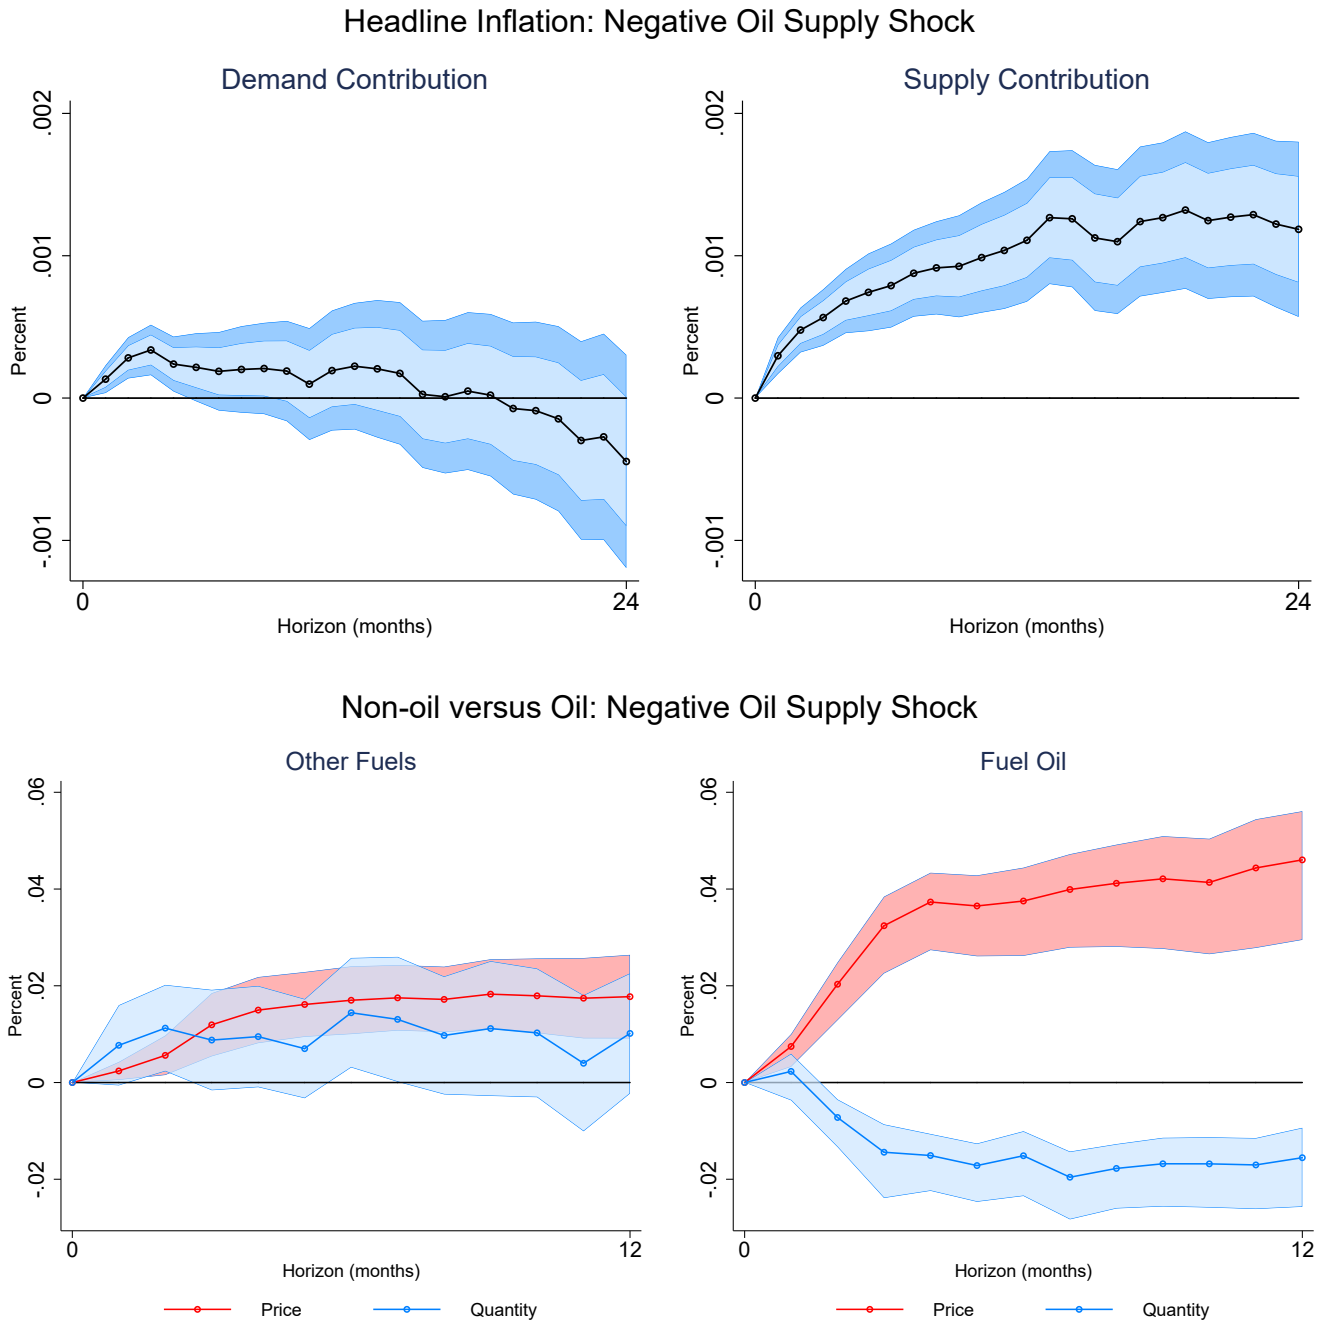 Headline Inflation: Negative Oil Supply Shock
Demand Contribution
Supply Contribution
Percent
.002
.001
0
-.001
0
24
Horizon (months)
Percent
.002
.001
0
-.001
0
24
Horizon (months)
Non-oil versus Oil: Negative Oil Supply Shock
Other Fuels
Fuel Oil
Percent
.06
.04
.02
0
-.02
0
12
Horizon (months)
Price
Quantity
Percent
.06
.04
.02
0
-.02
0
12
Horizon (months)
Price
Quantity